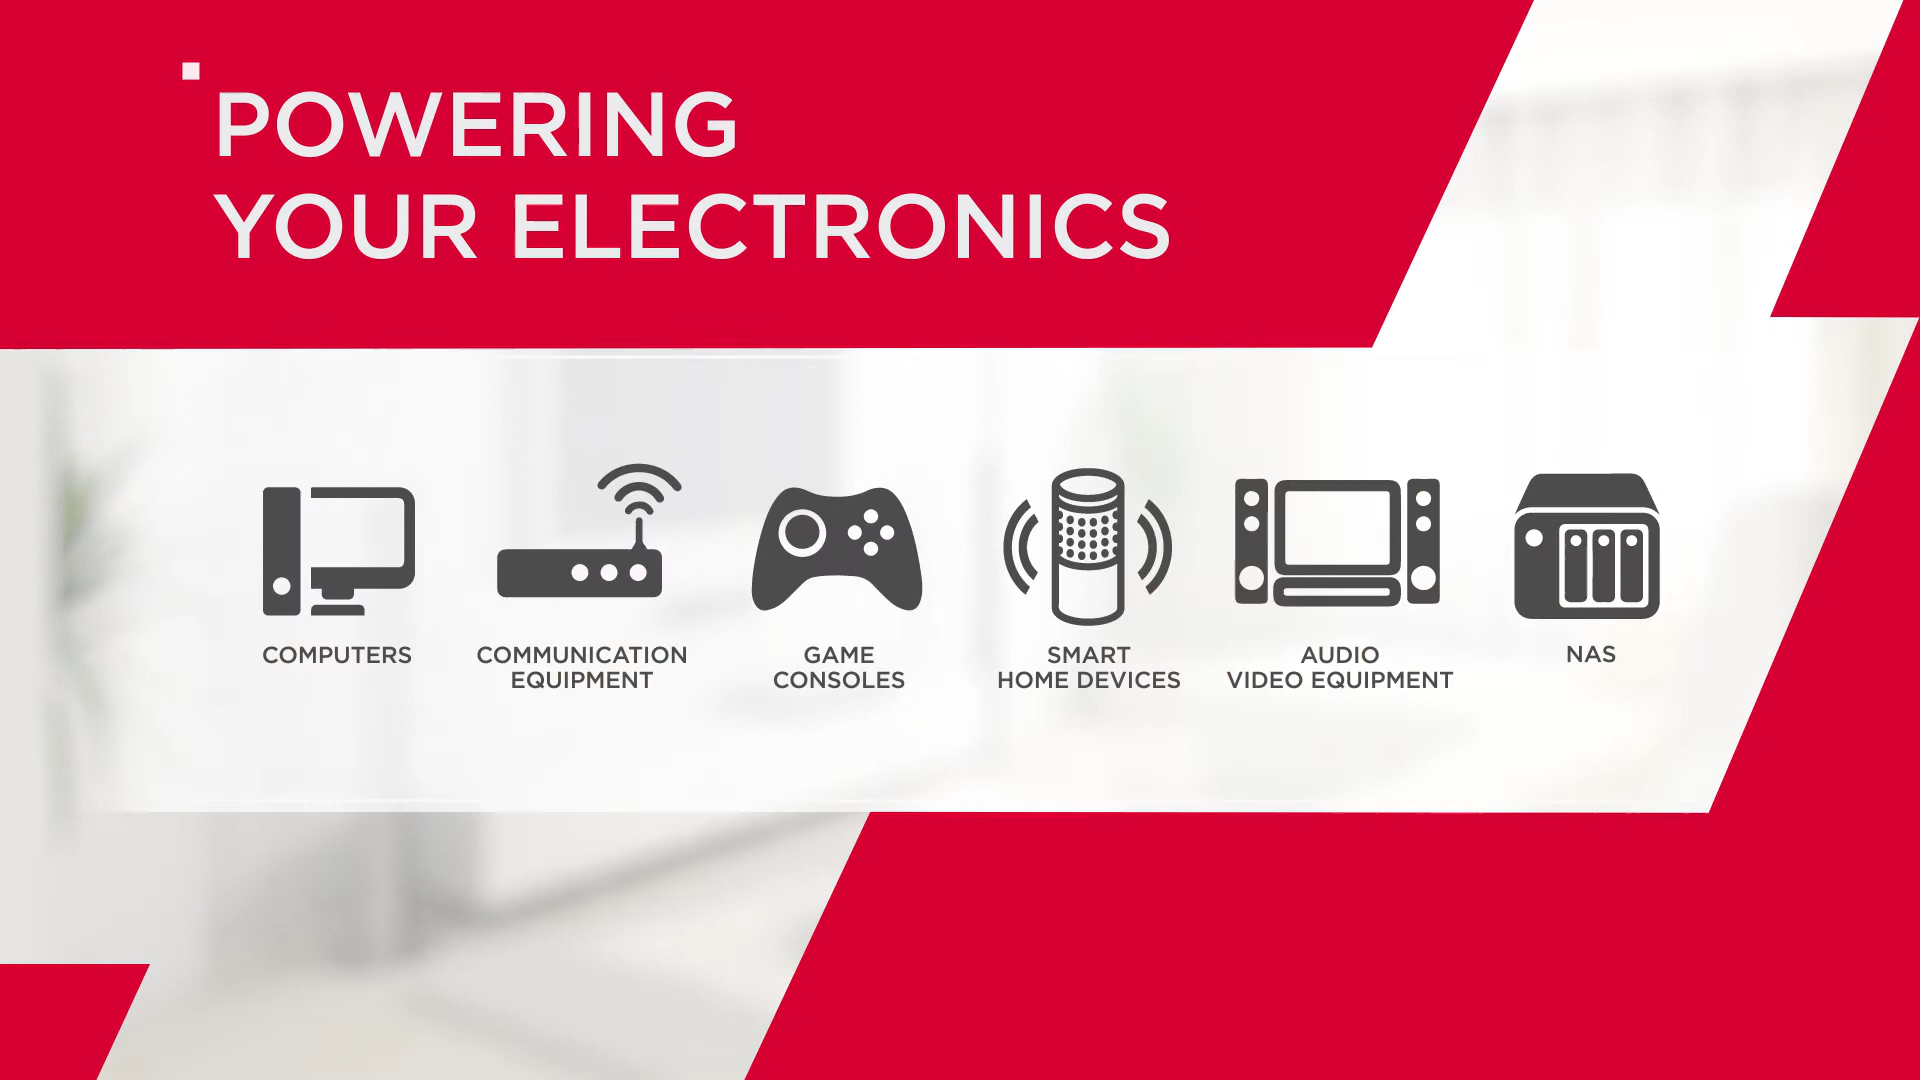 POWERING
YOUR ELECTRONICS
COMPUTERS
COMMUNICATION
EQUIPMENT
GAME
CONSOLES
SMART
HOME DEVICES
AUDIO
VIDEO EQUIPMENT
NAS